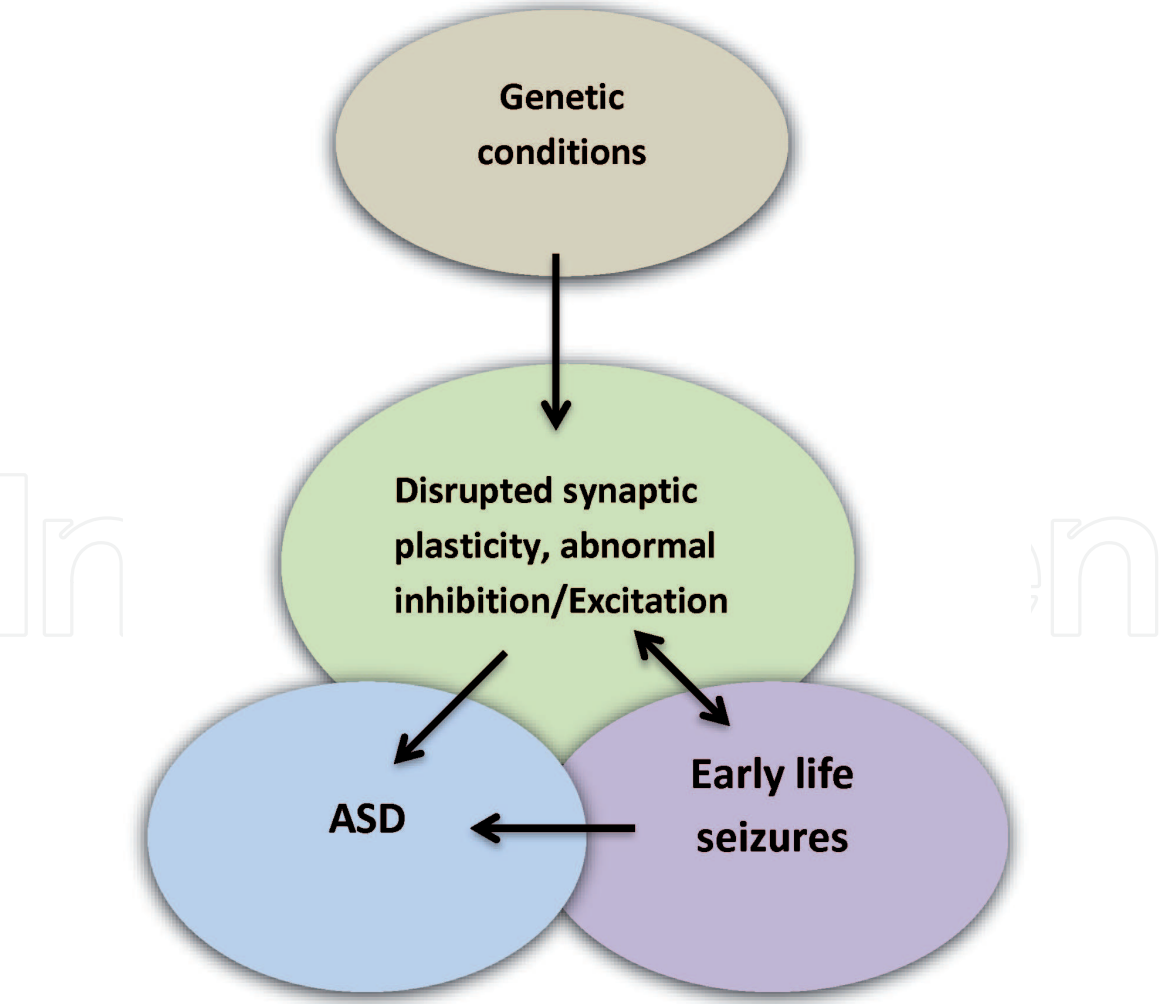 Genetic
conditions
Disrupted synaptic
plasticity, abnormal
inhibition/Excitation
ASD
Early life
seizures